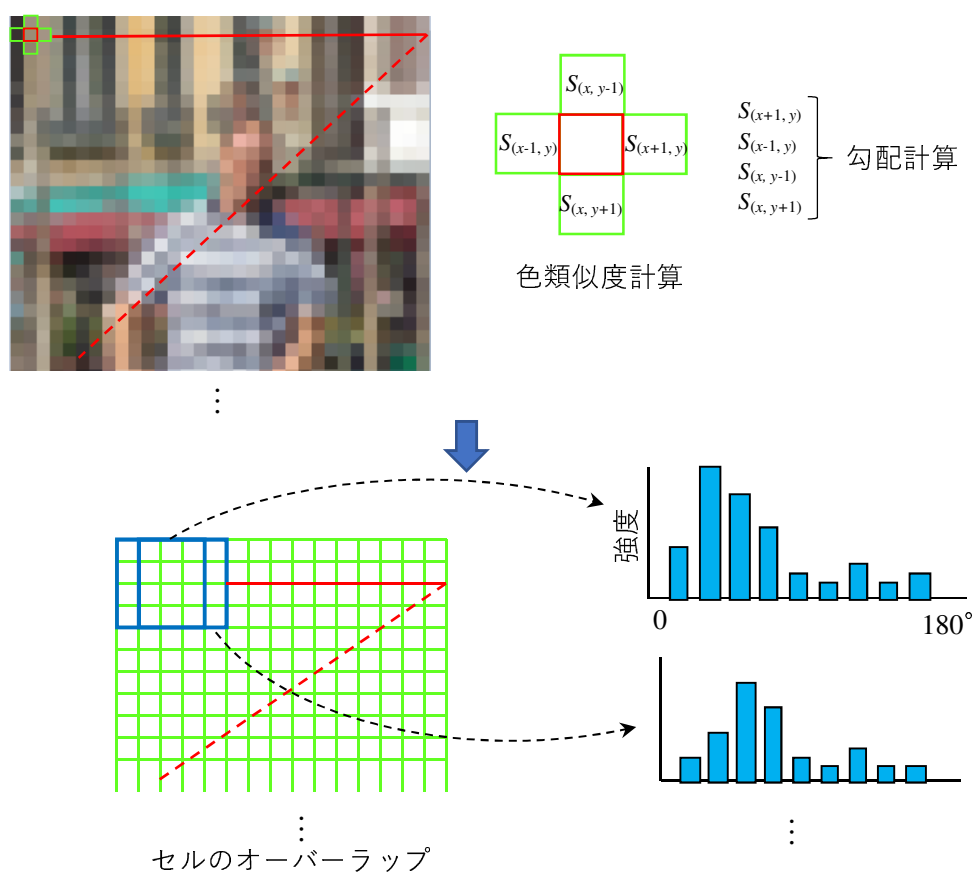 S(x, y-1)
S(x-1, y)
S(x+1, y)
S(x, y+1)
色類似度計算
S(x+1, y)
S(x-1, y)
S(x, y-1)
S(x, y+1)
勾配計算
⋮
強度
0
180°
⋮
セルのオーバーラップ
⋮